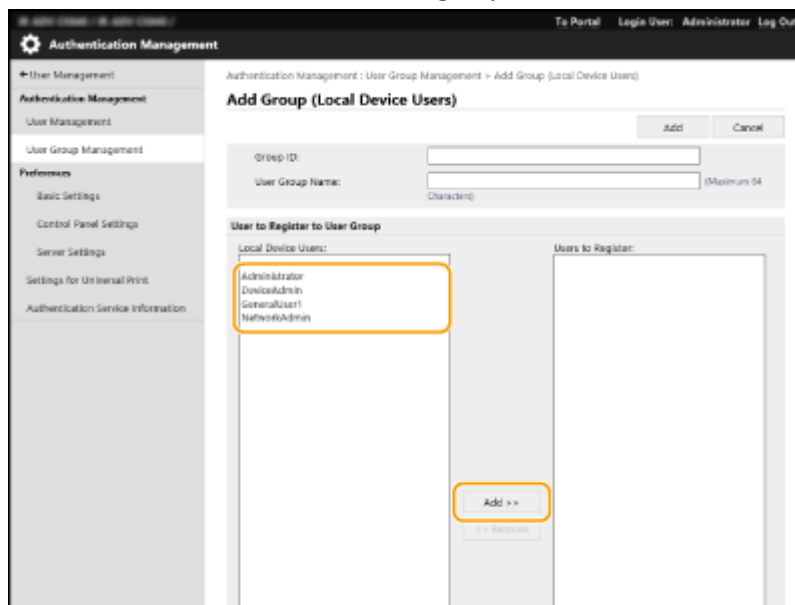 To Portal Login User: Administrator Log Out
Authentication Management
User Management
Authentication Management : User Group Management > Add Group (Local Device Users)
Authentication Management
Add Group (Local Device Users)
User Management
Add Cancel
User Group Management
Group ID:
Preferences
User Group Name: (Maximum 64
Characters)
Basic Settings
Control Panel Settings
User to Register to User Group
Server Settings
Local Device Users: Users to Register:
Settings for Universal Print
Administrator
DeviceAdmin
GeneralUser1
NetworkAdmin
Authentication Service Information
Add >>
<< Remove